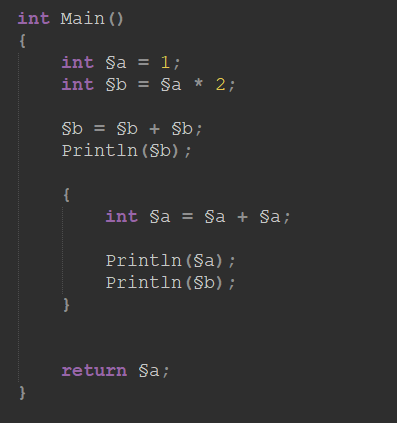 int Main()
{
    int §a = 1;
    int §b = §a * 2;

    §b = §b + §b;
    Println(§b);

    {
        int §a = §a + §a;

        Println(§a);
        Println(§b);
    }


    return §a;
}